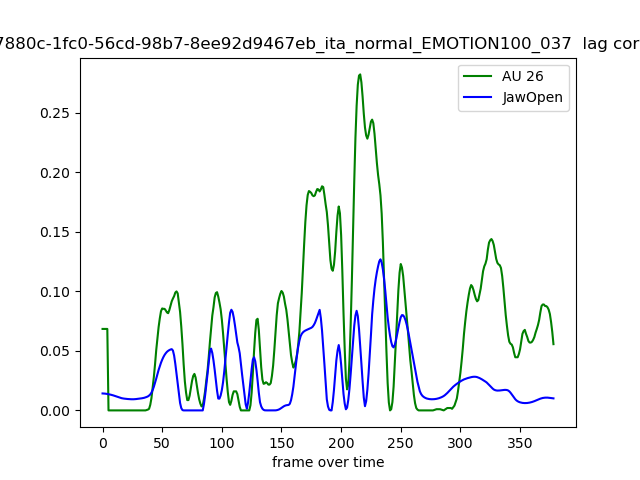 7880c-1fc0-56cd-98b7-8ee92d9467eb_ita_normal_EMOTION100_037 lag cor
AU 26
JawOpen
0.25
0.20
0.15
0.10
0.05
0.00
0 50 100 150 200 250 300 350
frame over time